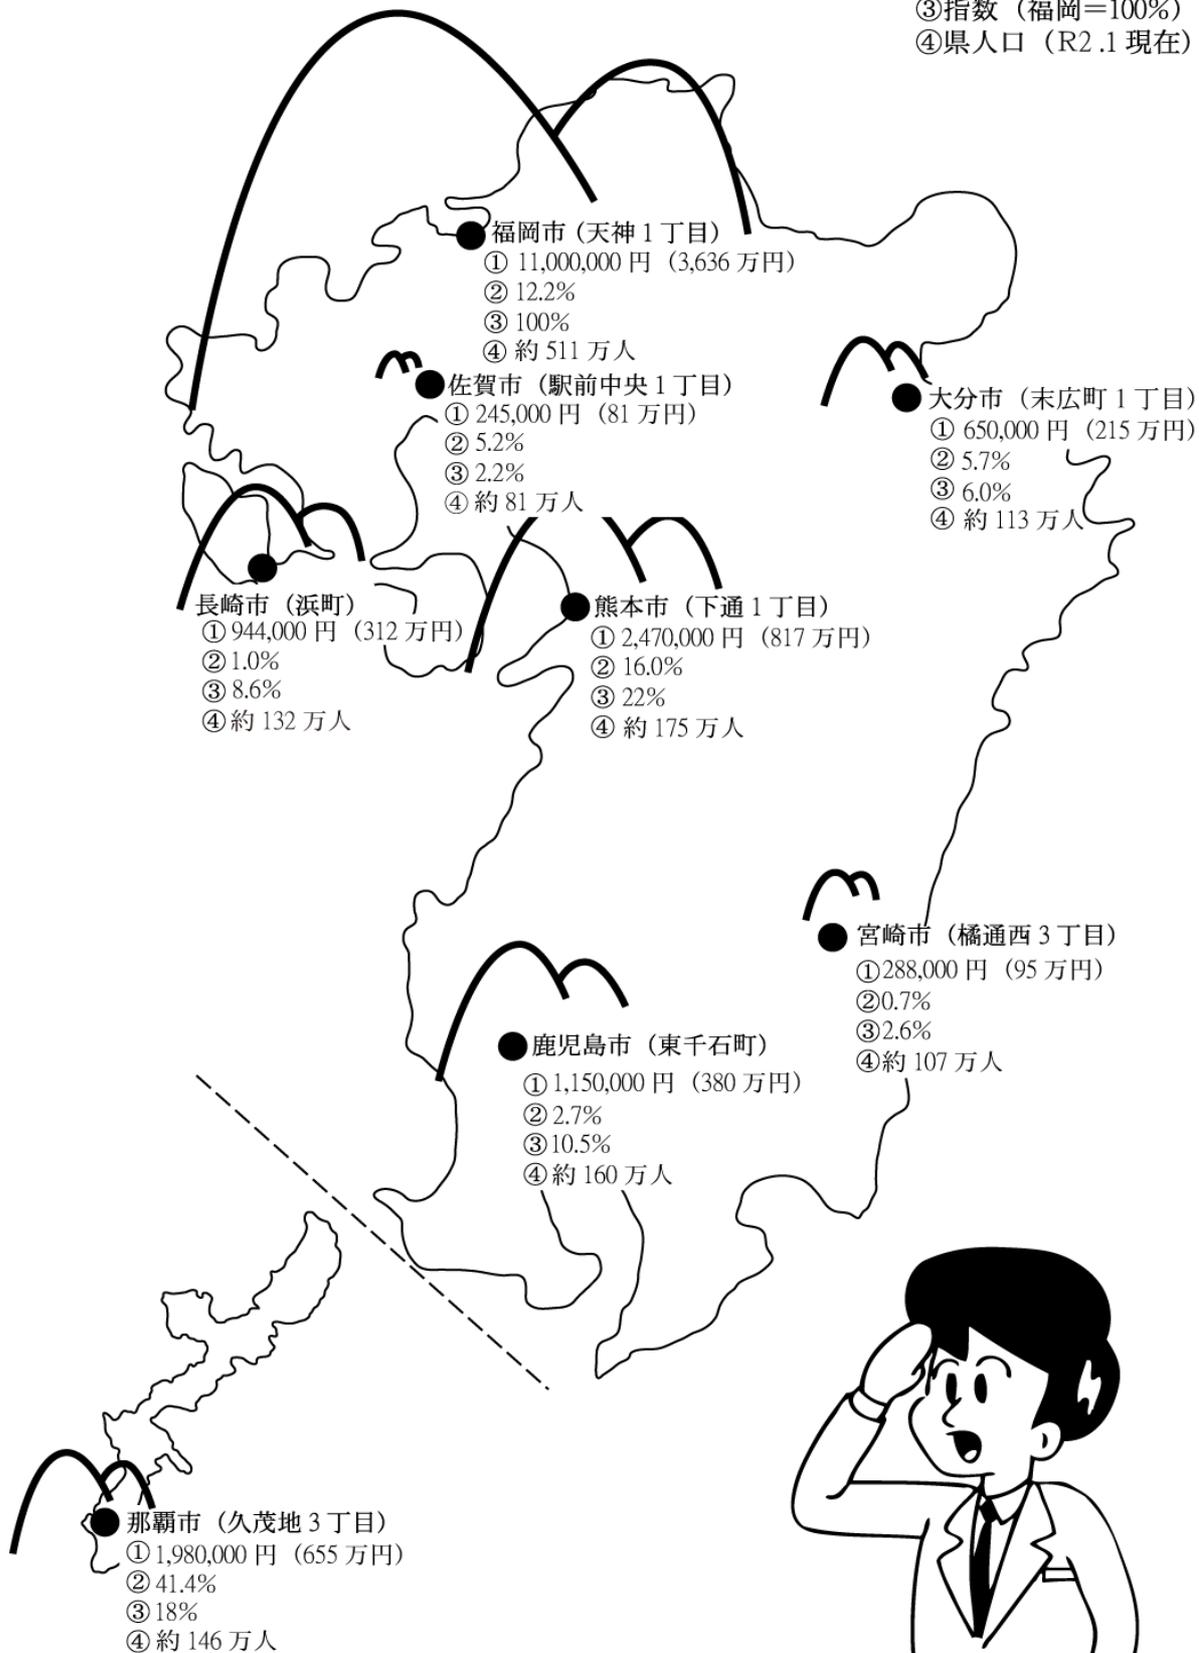 ③指数（福岡＝100%）
④県人口（R2 .1 現在）
福岡市（天神 1 丁目）
① 11,000,000 円（3,636 万円）
② 12.2%
③ 100%
④ 約 511 万人
佐賀市（駅前中央 1 丁目）
① 245,000 円（81 万円）
② 5.2%
③ 2.2%
④ 約 81 万人
大分市（末広町 1 丁目）
① 650,000 円（215 万円）
② 5.7%
③ 6.0%
④ 約 113 万人
長崎市（浜町）
① 944,000 円（312 万円）
② 1.0%
③ 8.6%
④ 約 132 万人
熊本市（下通 1 丁目）
① 2,470,000 円（817 万円）
② 16.0%
③ 22%
④ 約 175 万人
宮崎市（橘通西 3 丁目）
①288,000 円（95 万円）
②0.7%
③2.6%
④約 107 万人
鹿児島市（東千石町）
① 1,150,000 円（380 万円）
② 2.7%
③ 10.5%
④ 約 160 万人
那覇市（久茂地 3 丁目）
① 1,980,000 円（655 万円）
② 41.4%
③ 18%
④ 約 146 万人